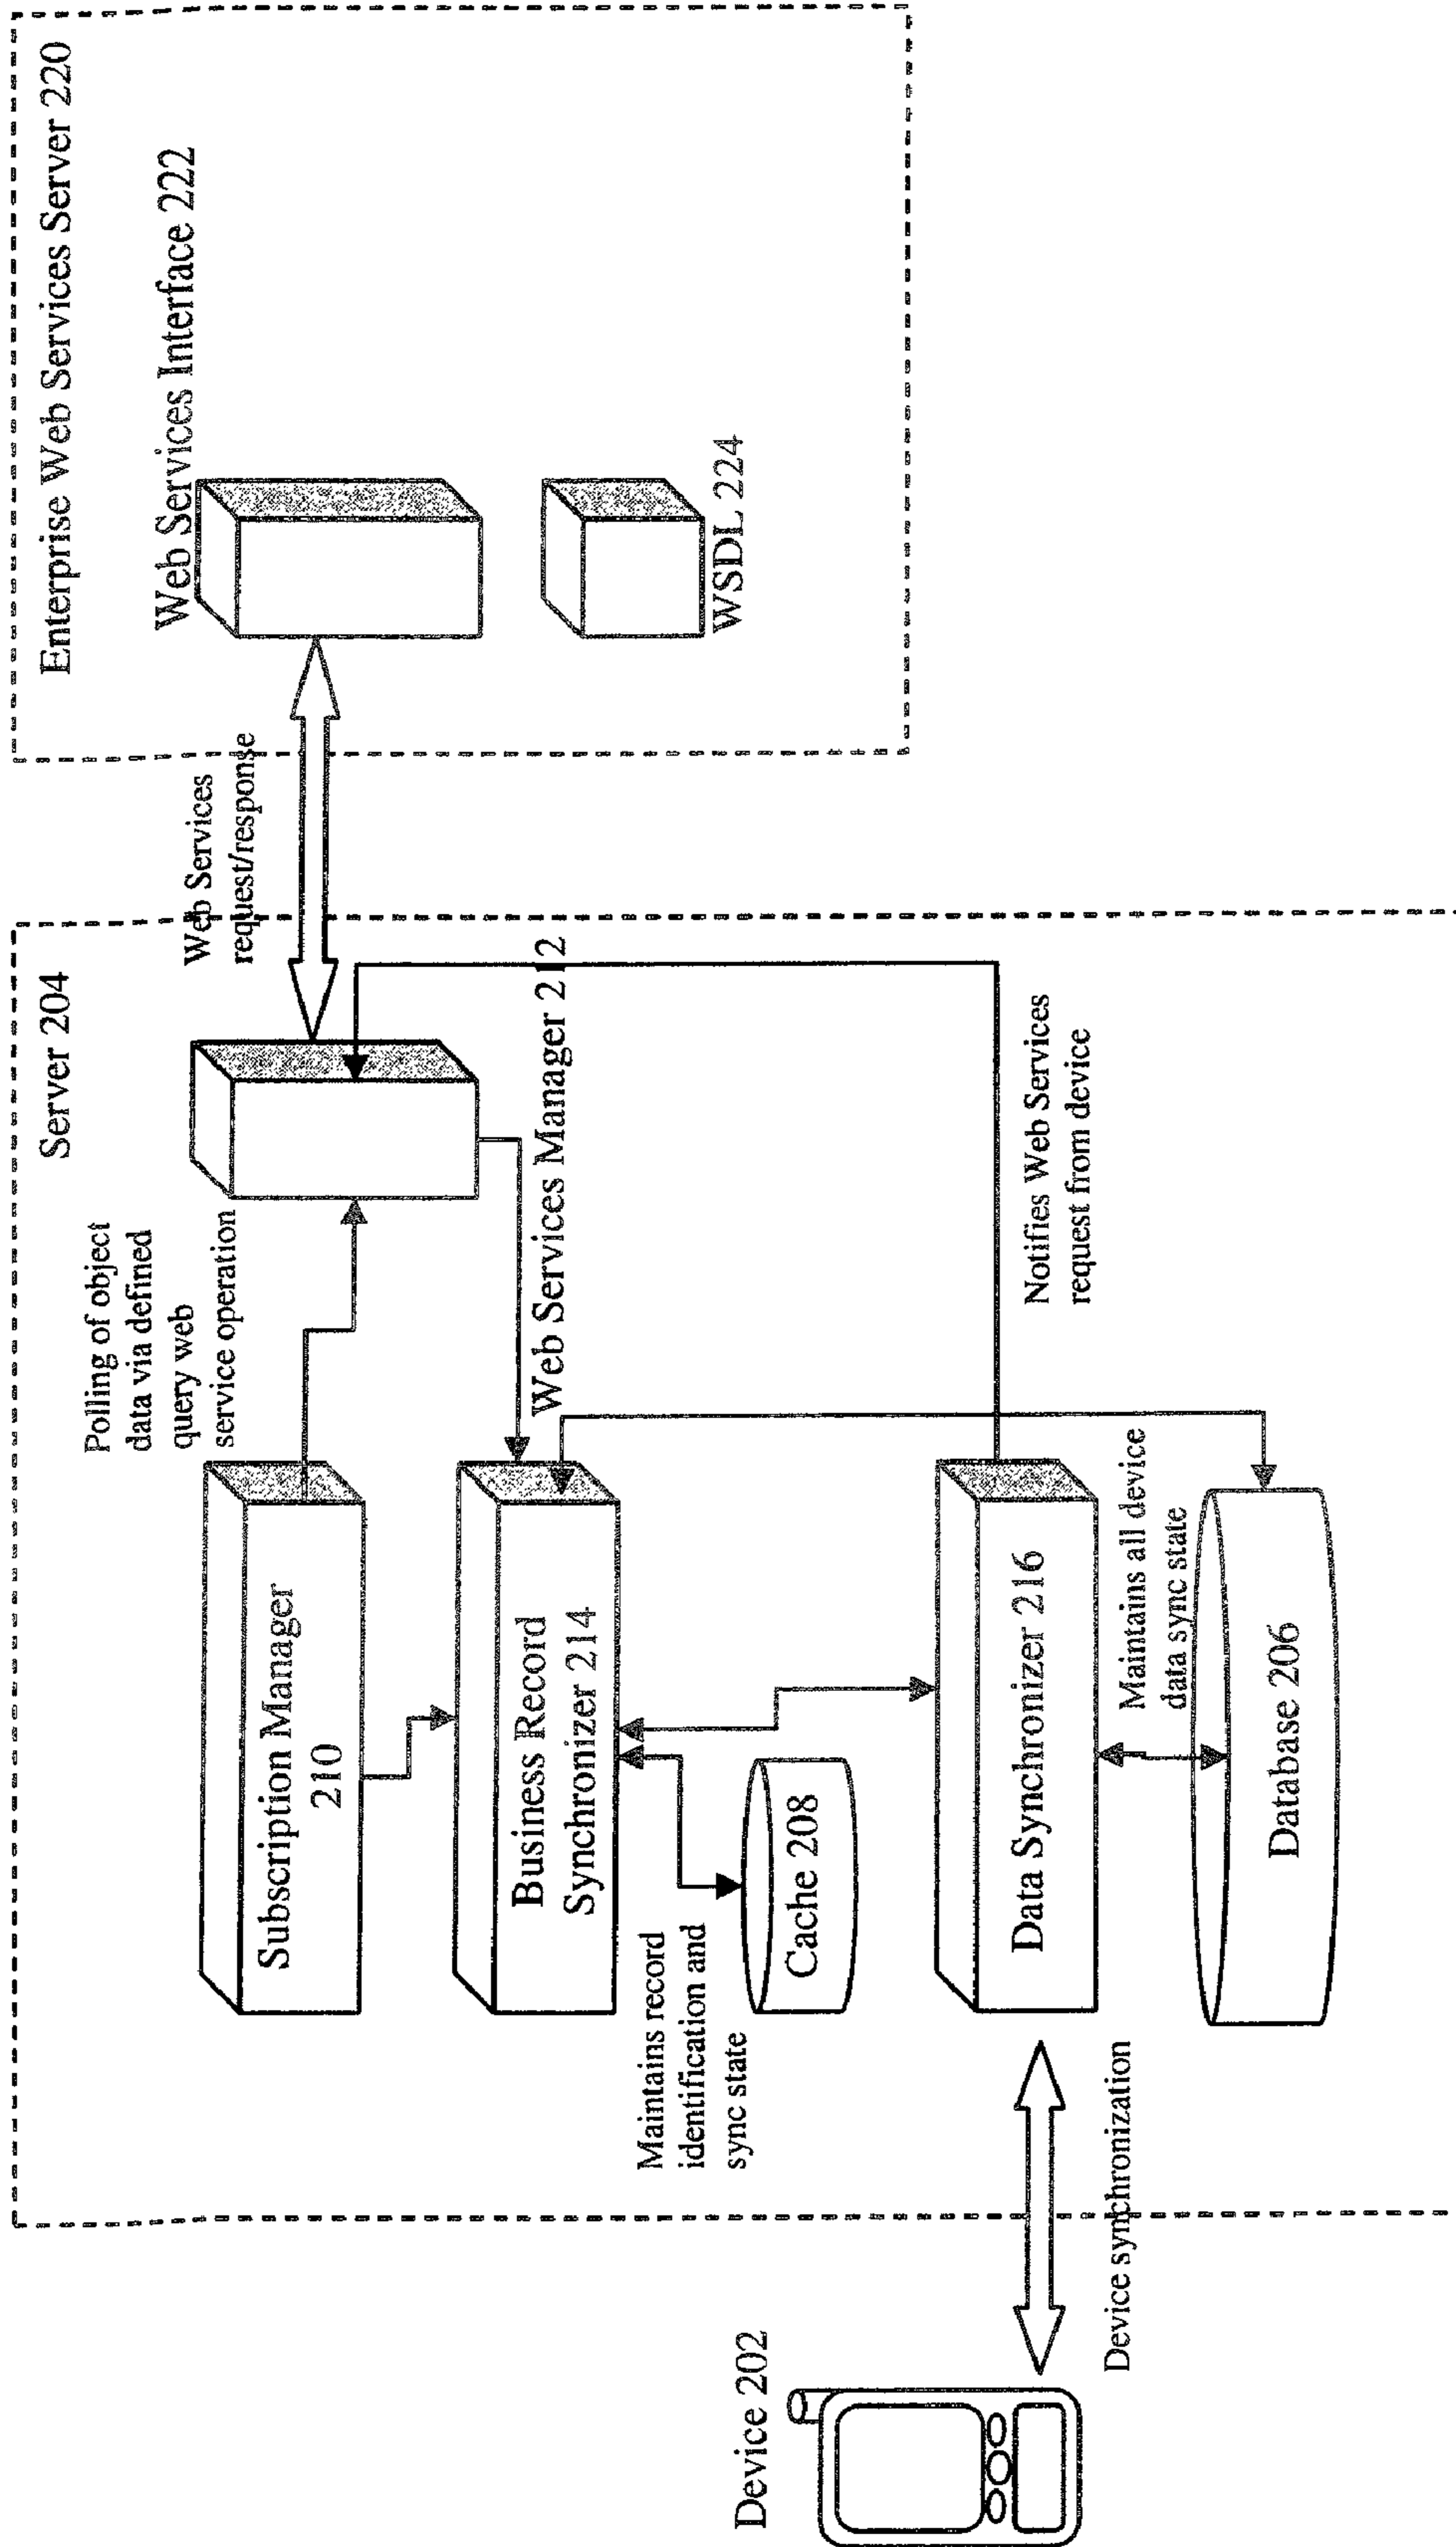 Device 202
Device synchronization
Server 204
Subscription Manager
210
Polling of object
data via defined
query web
service operation
Business Record
Synchronizer 214
Web Services Manager 212
Maintains record
identification and
sync state
Cache 208
Data Synchronizer 216
Notifies Web Services
request from device
Maintains all device
data sync state
Database 206
Web Services
request/response
Enterprise Web Services Server 220
Web Services Interface 222
WSDL 224